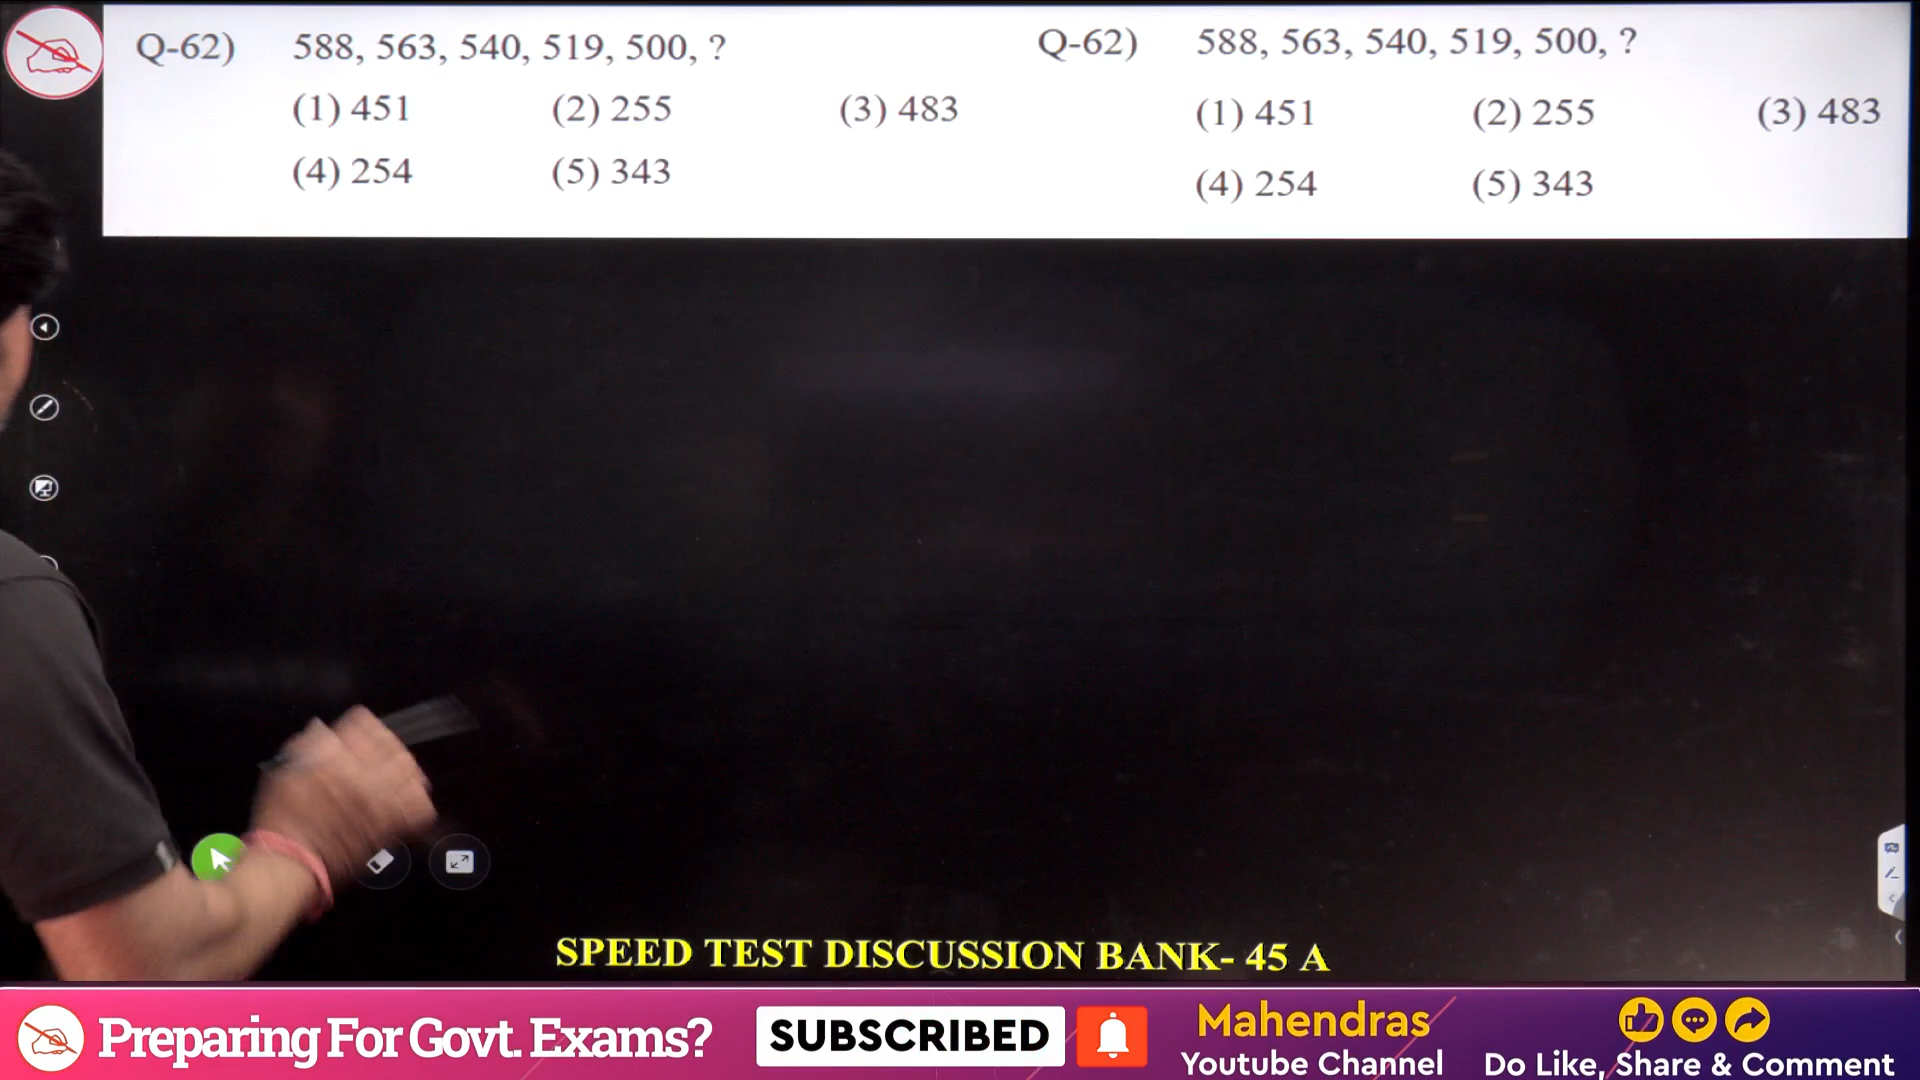 Q-62) 588, 563, 540, 519, 500, ?
(1) 451 (2) 255 (3) 483
(4) 254 (5) 343
Q-62) 588, 563, 540, 519, 500, ?
(1) 451 (2) 255 (3) 483
(4) 254 (5) 343
SPEED TEST DISCUSSION BANK- 45 A
Preparing For Govt. Exams?
SUBSCRIBED
Mahendras
Youtube Channel
Do Like, Share & Comment